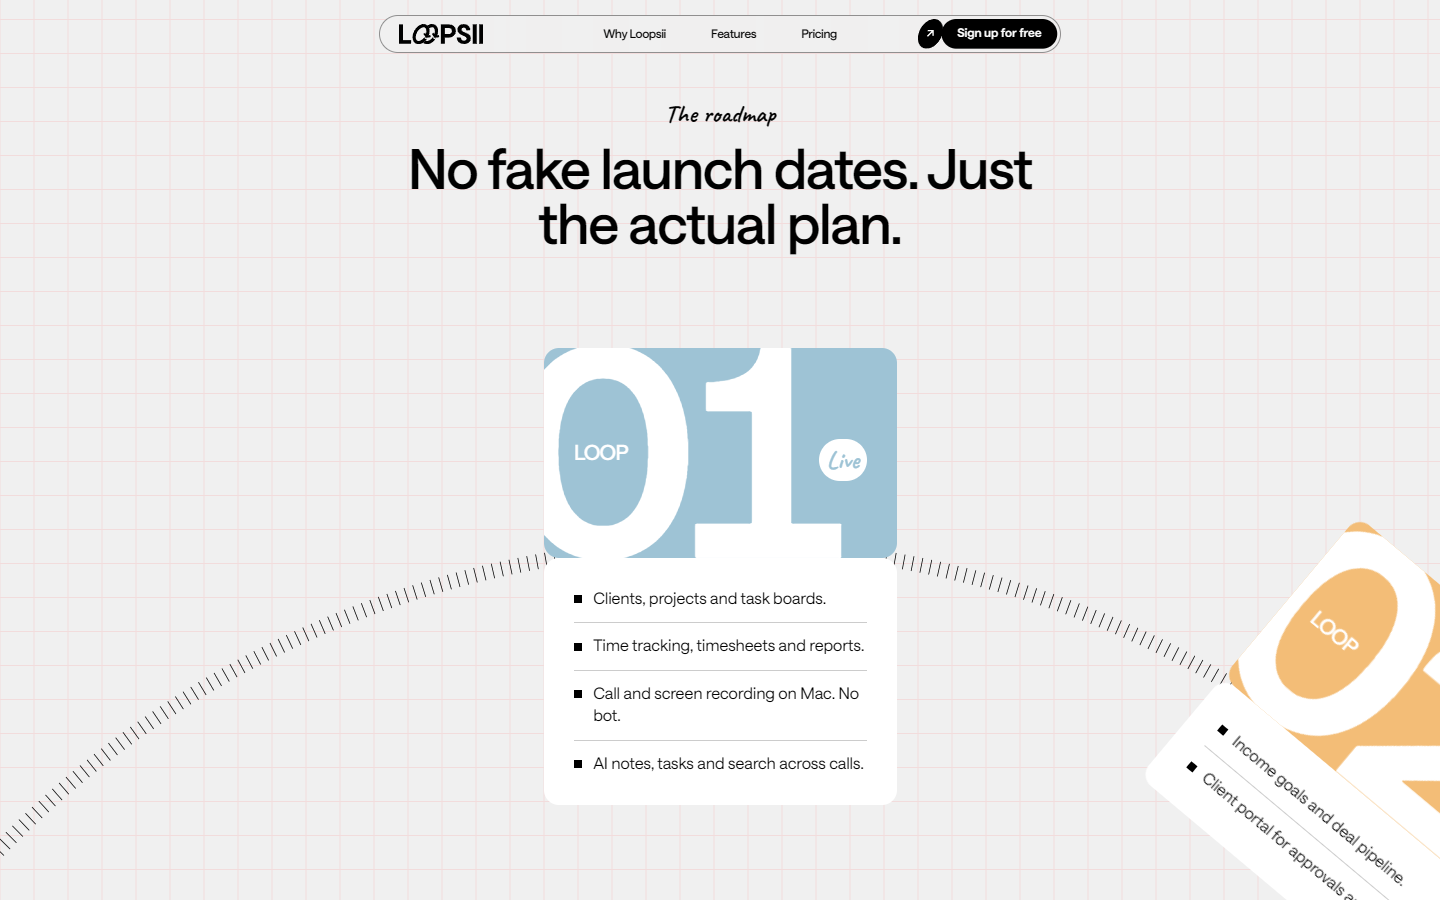 LOOPSII
Why Loopsii
Features
Pricing
Sign up for free
The roadmap
No fake launch dates. Just
the actual plan.
01
LOOP
Live
Clients, projects and task boards.
Time tracking, timesheets and reports.
Call and screen recording on Mac. No
bot.
AI notes, tasks and search across calls.
02
LOOP
Income goals and deal pipeline.
Client portal for approvals